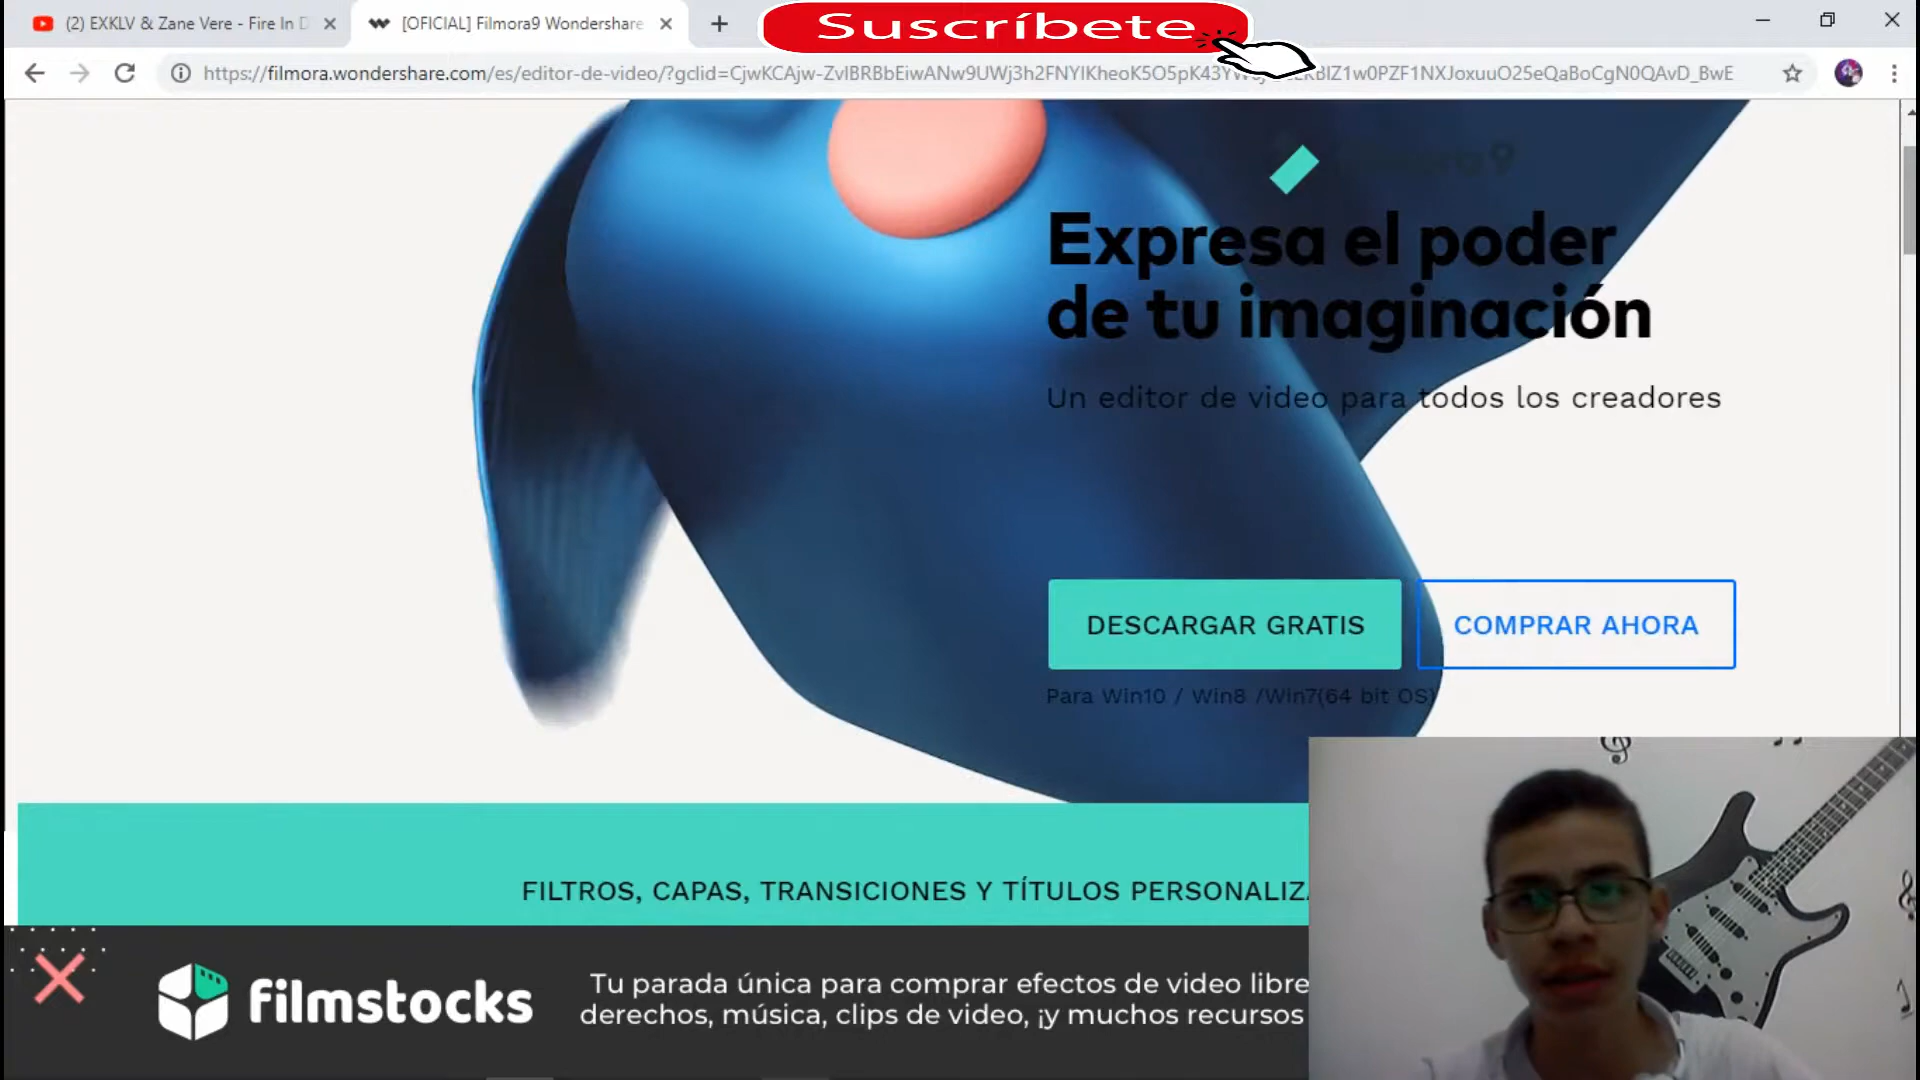 Suscríbete
(2) EXKLV & Zane Vere - Fire In D
[OFICIAL] Filmora9 Wondershare
https://filmora.wondershare.com/es/editor-de-video/?gclid=CjwKCAjw-ZvlBRBbEiwANw9UWj3h2FNYlKheoK5O5pK43Y
Z1w0PZF1NXJoxuuO25eQaBoCgN0QAvD_BwE
Expresa el poder
de tu imaginación
Un editor de video para todos los creadores
DESCARGAR GRATIS
COMPRAR AHORA
Para Win10 / Win8 /Win7(64 bit OS)
FILTROS, CAPAS, TRANSICIONES Y TÍTULOS PERSONALIZA
filmstocks
Tu parada única para comprar efectos de video libre
derechos, música, clips de video, ¡y muchos recursos